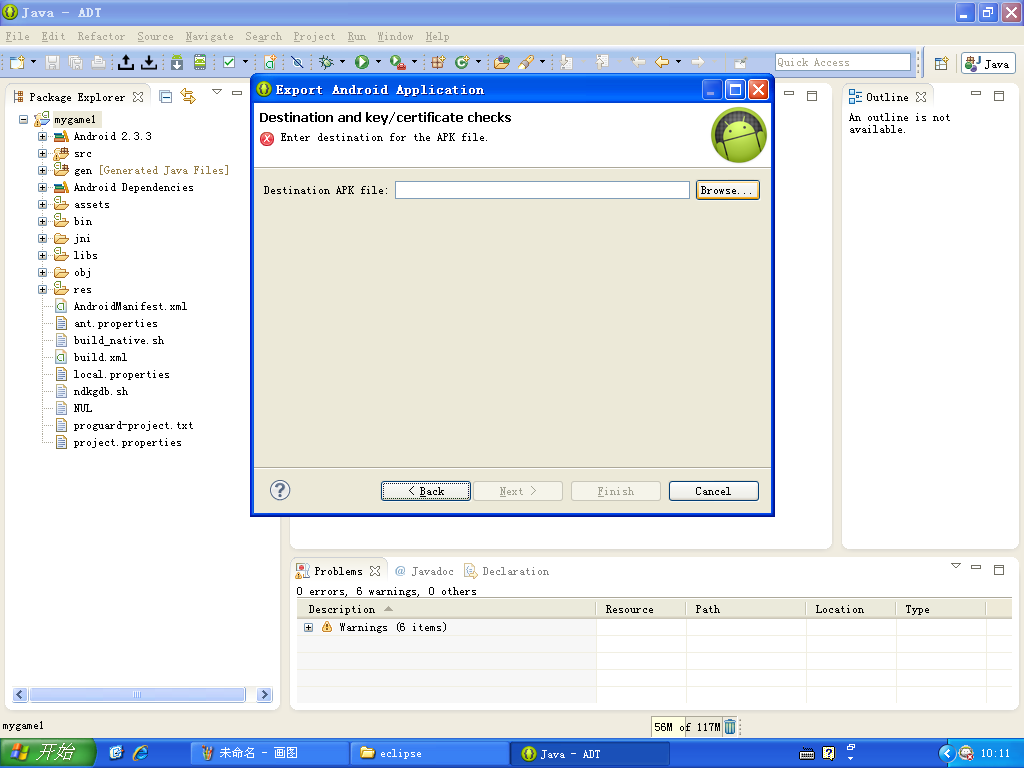 Java - ADT
File Edit Refactor Source Navigate Search Project Run Window Help
Quick Access
Java
Package Explorer
mygame1
Android 2.3.3
src
gen [Generated Java Files]
Android Dependencies
assets
bin
jni
libs
obj
res
AndroidManifest.xml
ant.properties
build_native.sh
build.xml
local.properties
ndkgdb.sh
NUL
proguard-project.txt
project.properties
Export Android Application
Destination and key/certificate checks
Enter destination for the APK file.
Destination APK file:
Browse...
< Back
Next >
Finish
Cancel
Outline
An outline is not
available.
Problems
@ Javadoc
Declaration
0 errors, 6 warnings, 0 others
Description Resource Path Location Type
Warnings (6 items)
mygame1
56M of 117M
开始
未命名 - 画图
eclipse
Java - ADT
10:11